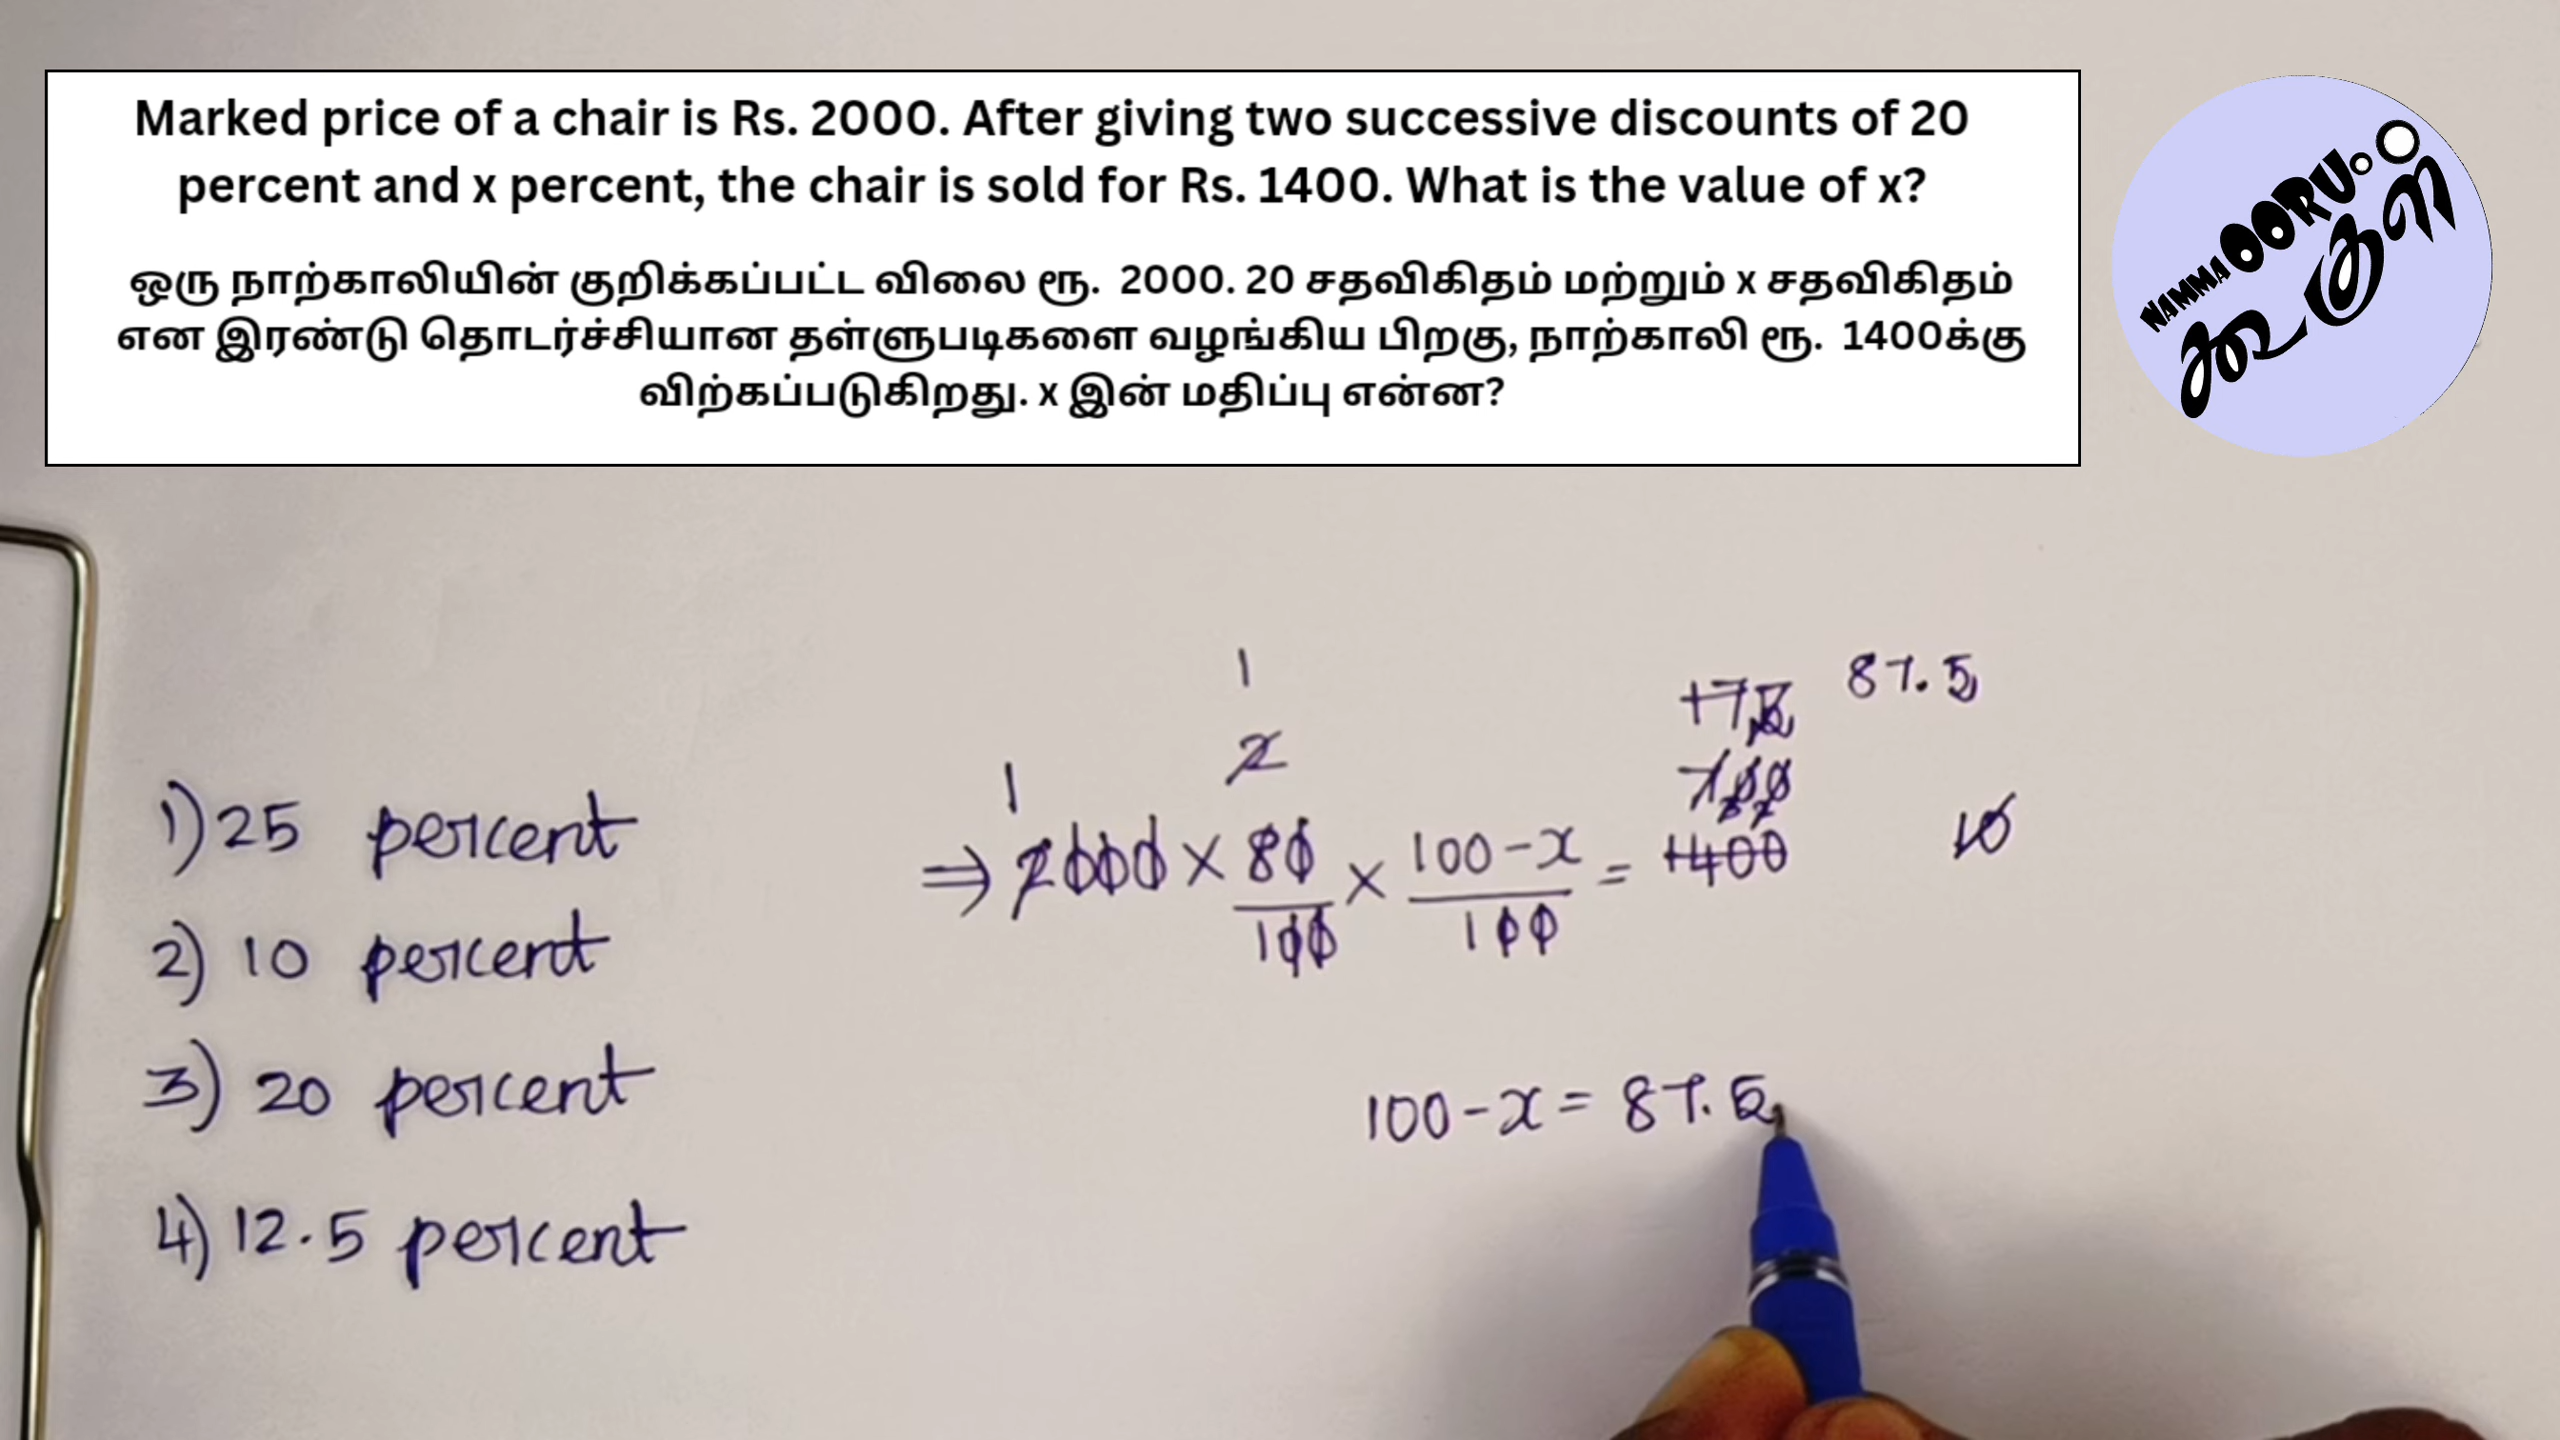 Marked price of a chair is Rs. 2000. After giving two successive discounts of 20
percent and x percent, the chair is sold for Rs. 1400. What is the value of x?
ஒரு நாற்காலியின் குறிக்கப்பட்ட விலை ரூ. 2000. 20 சதவிகிதம் மற்றும் x சதவிகிதம்
என இரண்டு தொடர்ச்சியான தள்ளுபடிகளை வழங்கிய பிறகு, நாற்காலி ரூ. 1400க்கு
விற்கப்படுகிறது. x இன் மதிப்பு என்ன?
NAMMA OORU
1) 25 percent
2) 10 percent
3) 20 percent
4) 12.5 percent
1
175 87.5
1 2
700
⇒ 2000 × 80/100 × 100-x/100 = 1400
100-x = 87.5